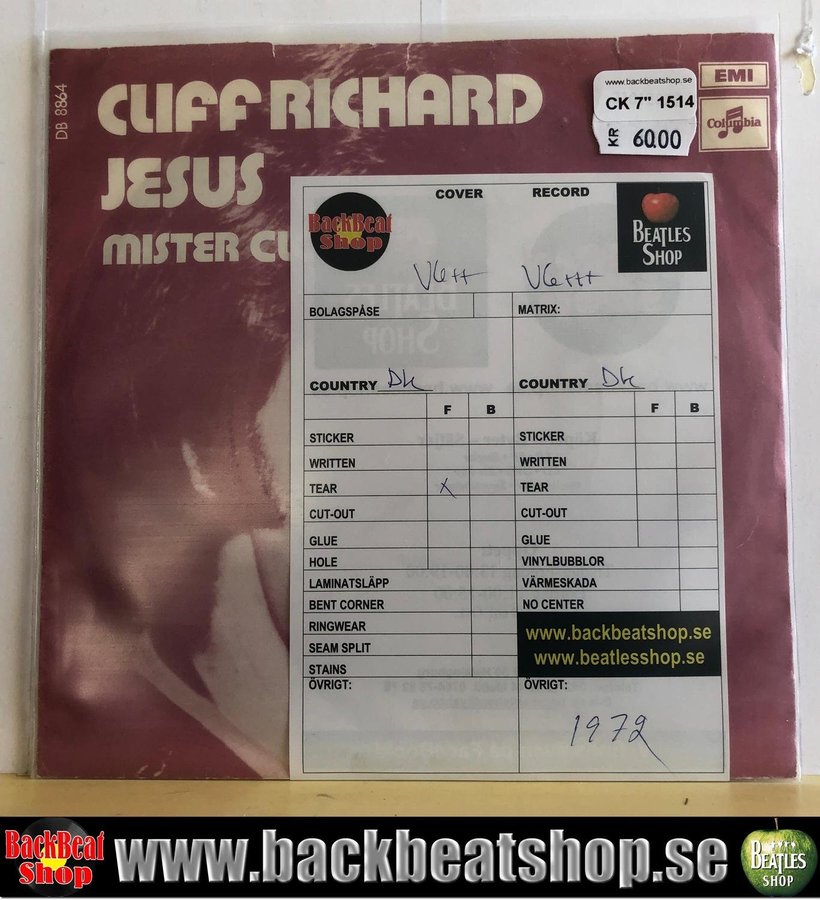 DB 8864
CLIFF RICHARD
JESUS
MISTER CL
www.backbeatshop.se
CK 7" 1514
KR 60.00
EMI
Columbia
COVER RECORD
BackBeat
Shop
BEATLES
SHOP
VG++ VG+++
BOLAGSPÅSE MATRIX:
COUNTRY DK COUNTRY DK
F B F B
STICKER STICKER
WRITTEN WRITTEN
TEAR X TEAR
CUT-OUT CUT-OUT
GLUE GLUE
HOLE VINYLBUBBLOR
LAMINATSLÄPP VÄRMESKADA
BENT CORNER NO CENTER
RINGWEAR
SEAM SPLIT
STAINS
www.backbeatshop.se
www.beatlesshop.se
ÖVRIGT: ÖVRIGT:
1972
BackBeat
Shop
www.backbeatshop.se
BEATLES
SHOP